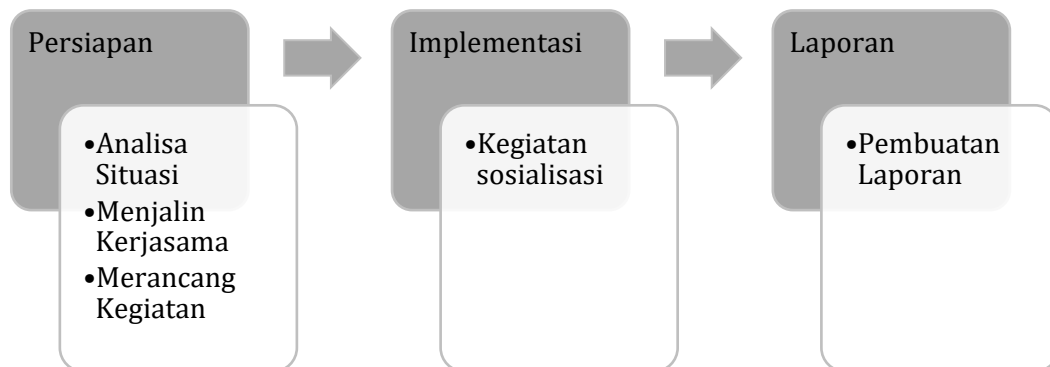 Persiapan
•Analisa
Situasi
•Menjalin
Kerjasama
•Merancang
Kegiatan
Implementasi
•Kegiatan
sosialisasi
Laporan
•Pembuatan
Laporan